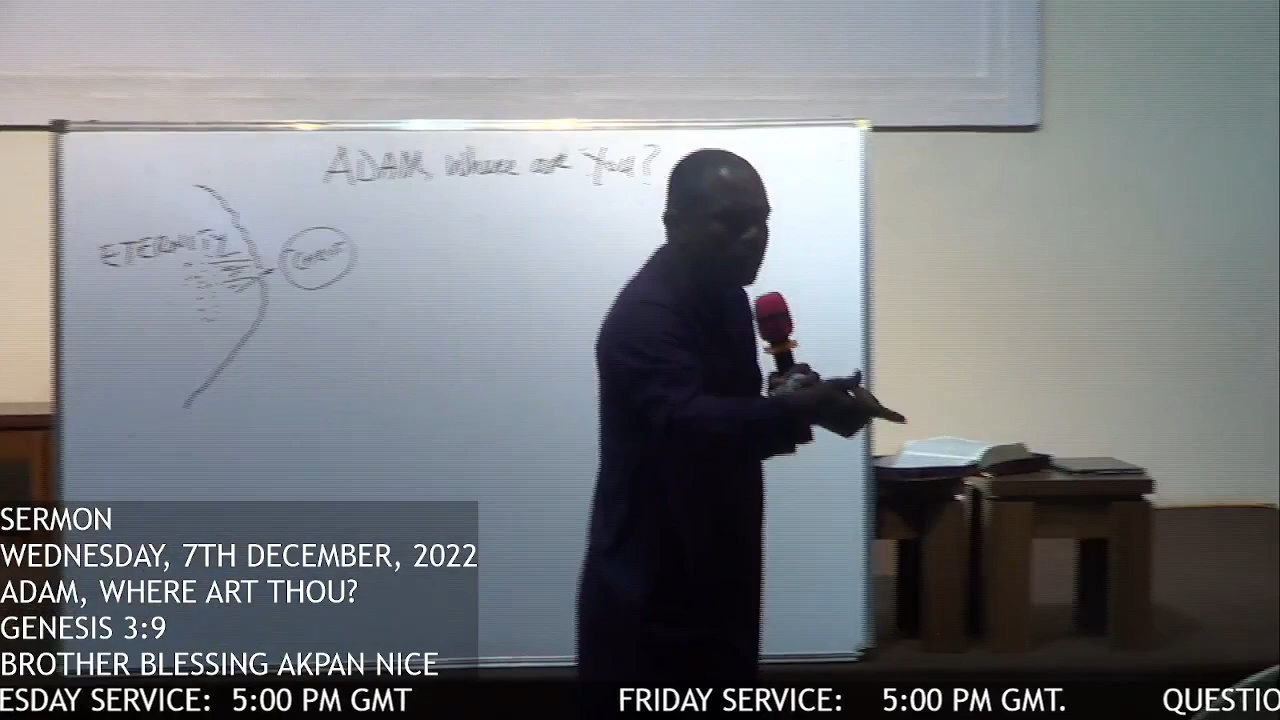 ADAM, Where are You?
ETERNITY
SERMON
WEDNESDAY, 7TH DECEMBER, 2022
ADAM, WHERE ART THOU?
GENESIS 3:9
BROTHER BLESSING AKPAN NICE
ESDAY SERVICE: 5:00 PM GMT FRIDAY SERVICE: 5:00 PM GMT. QUESTIO